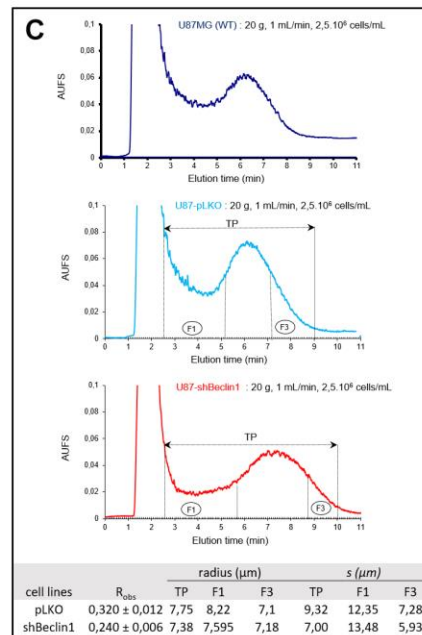 C
U87MG (WT) : 20 g, 1 mL/min, 2,5.10⁶ cells/mL
0,1
0,08
0,06
0,04
0,02
0
AUFS
0 1 2 3 4 5 6 7 8 9 10 11
Elution time (min)
U87-pLKO : 20 g, 1 mL/min, 2,5.10⁶ cells/mL
TP
0,1
0,08
0,06
0,04
0,02
0
AUFS
F1
F3
0 1 2 3 4 5 6 7 8 9 10 11
Elution time (min)
U87-shBeclin1 : 20 g, 1 mL/min, 2,5.10⁶ cells/mL
TP
0,1
0,08
0,06
0,04
0,02
0
AUFS
F1
F3
0 1 2 3 4 5 6 7 8 9 10 11
Elution time (min)
radius (µm) s (µm)
cell lines Robs TP F1 F3 TP F1 F3
pLKO 0,320 ± 0,012 7,75 8,22 7,1 9,32 12,35 7,28
shBeclin1 0,240 ± 0,006 7,38 7,595 7,18 7,00 13,48 5,93